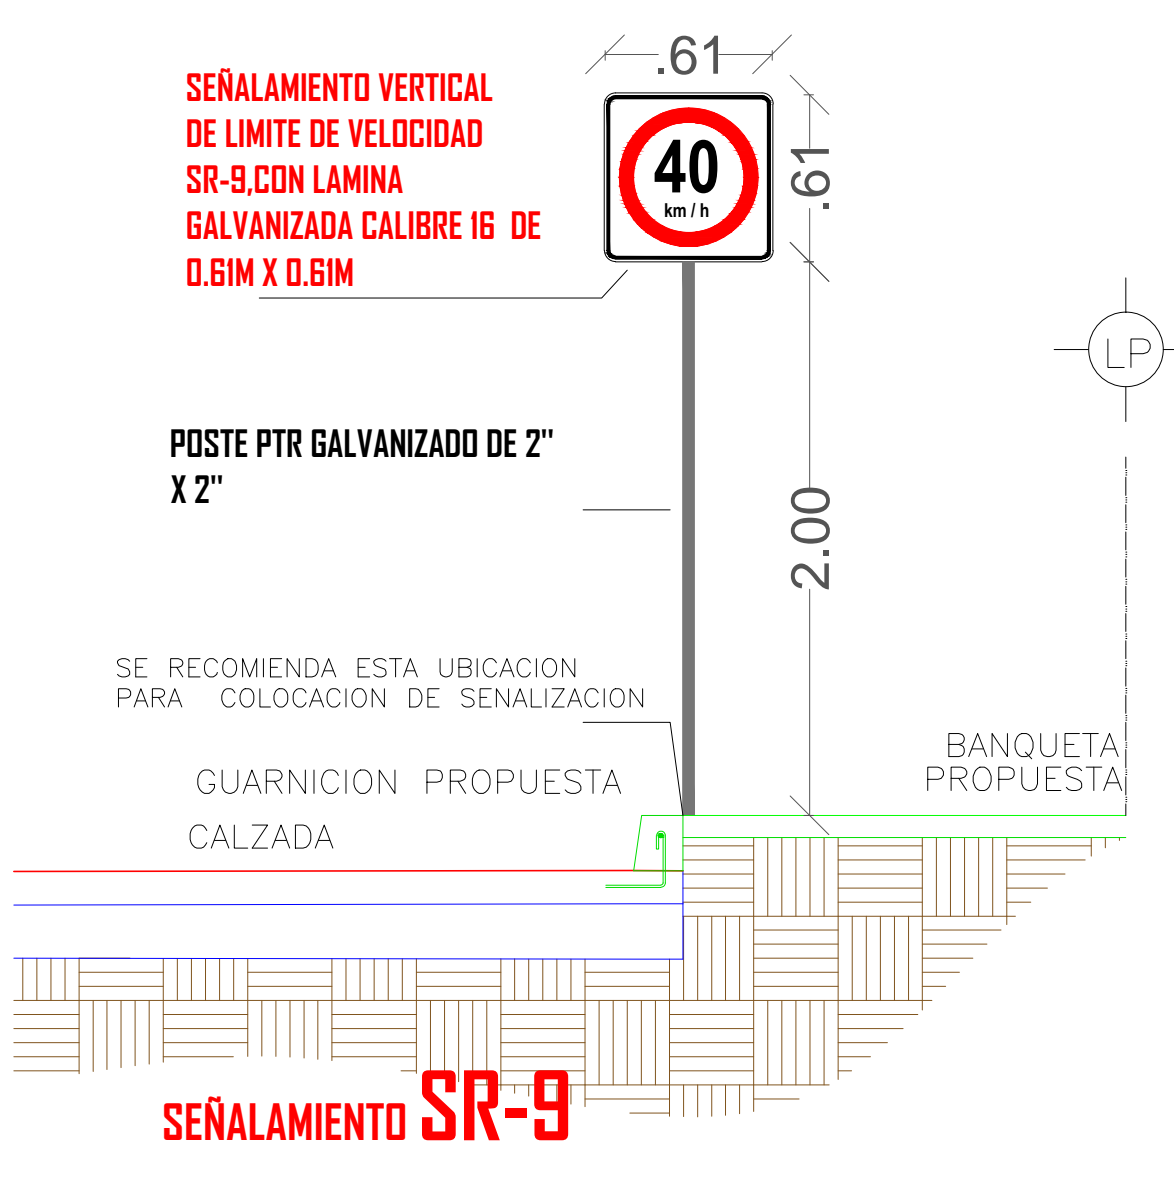 .61
SEÑALAMIENTO VERTICAL
DE LIMITE DE VELOCIDAD
SR-9,CON LAMINA
GALVANIZADA CALIBRE 16 DE
0.61M X 0.61M
40
km / h
.61
LP
POSTE PTR GALVANIZADO DE 2"
X 2"
2.00
SE RECOMIENDA ESTA UBICACION
PARA COLOCACION DE SENALIZACION
BANQUETA
PROPUESTA
GUARNICION PROPUESTA
CALZADA
SEÑALAMIENTO SR-9